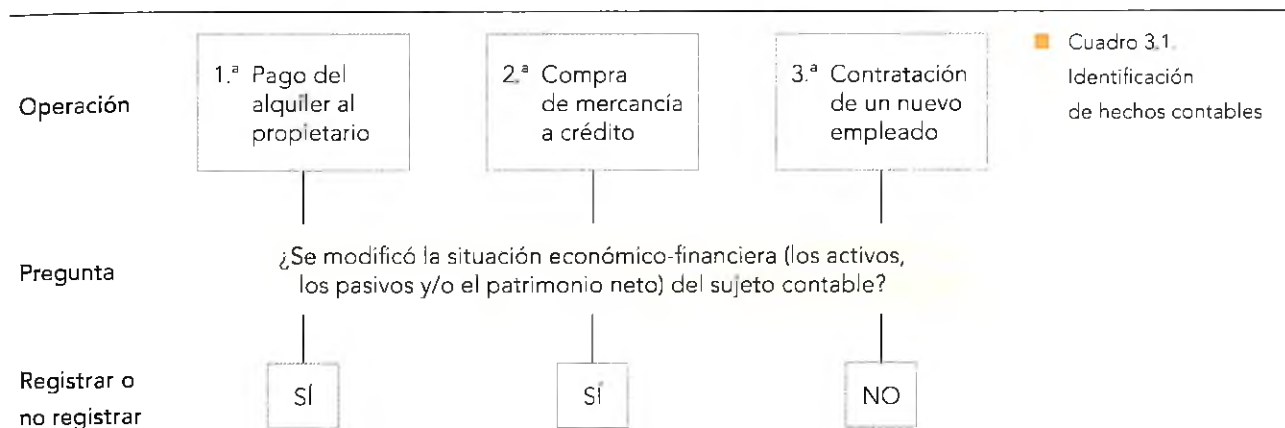 Operación
1.ª Pago del
alquiler al
propietario
2.ª Compra
de mercancía
a crédito
3.ª Contratación
de un nuevo
empleado
Cuadro 3.1.
Identificación
de hechos contables
Pregunta
¿Se modificó la situación económico-financiera (los activos,
los pasivos y/o el patrimonio neto) del sujeto contable?
Registrar o
no registrar
SÍ
SÍ
NO